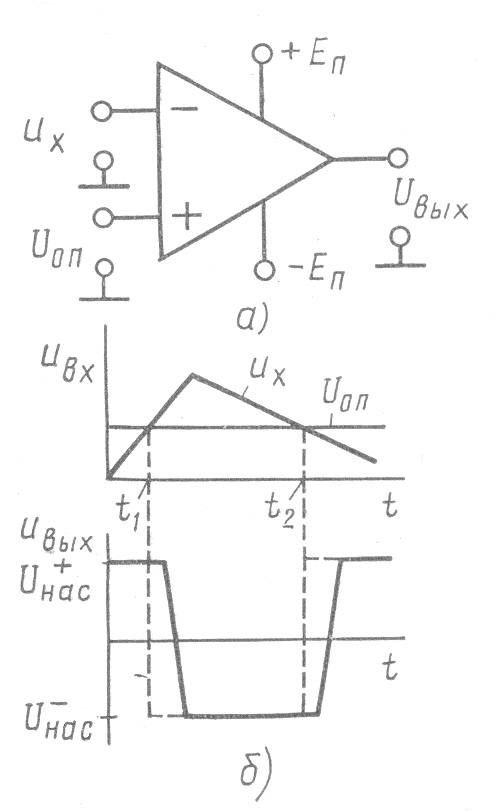 +Eп
−
uх
+
Uоп
Uвых
−Eп
а)
uвх
uх
Uоп
t₁
t₂
t
uвых
U⁺нас
t
U⁻нас
б)